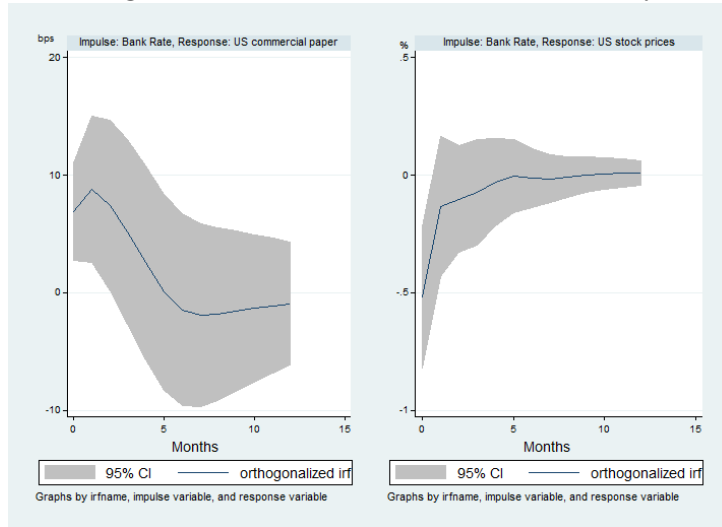 bps
Impulse: Bank Rate, Response: US commercial paper
20
10
0
-10
0 5 10 15
Months
95% CI orthogonalized irf
Graphs by irfname, impulse variable, and response variable
%
Impulse: Bank Rate, Response: US stock prices
.5
0
-.5
-1
0 5 10 15
Months
95% CI orthogonalized irf
Graphs by irfname, impulse variable, and response variable